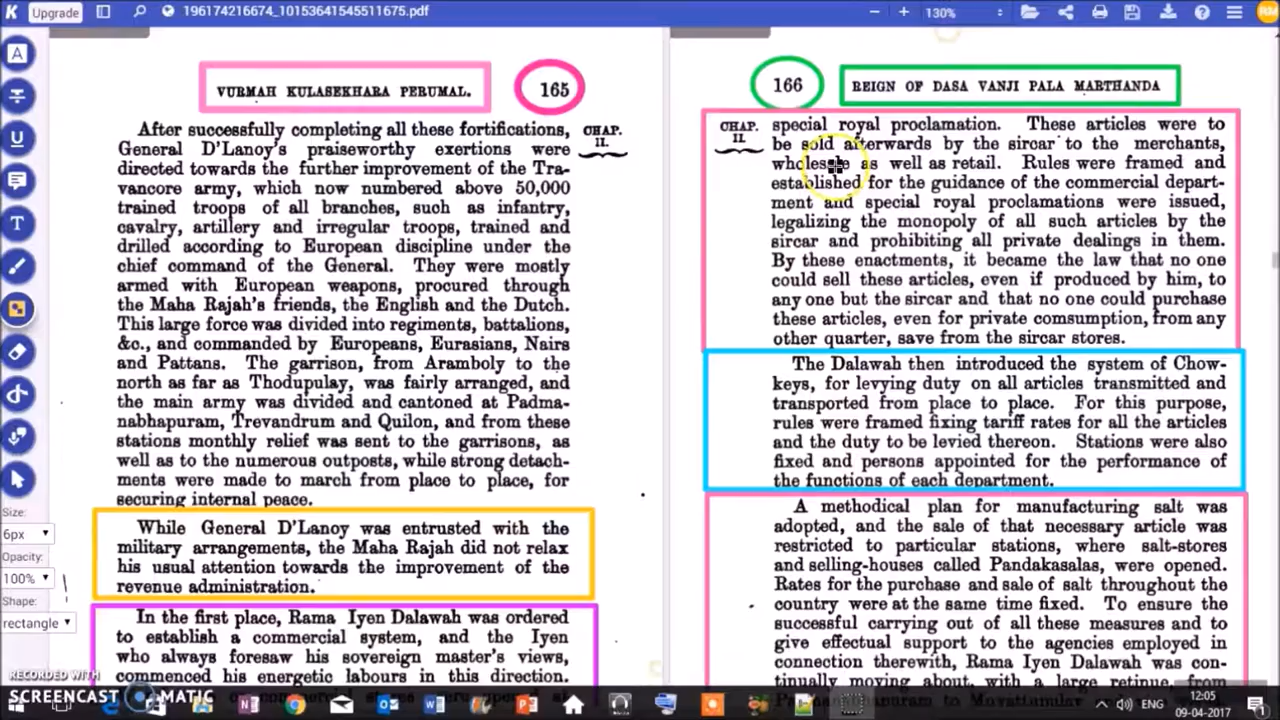 Upgrade
196174216674_10153641545511675.pdf
130%
RM
VURMAH KULASEKHARA PERUMAL.
165
After successfully completing all these fortifications,
General D'Lanoy's praiseworthy exertions were
directed towards the further improvement of the Tra-
vancore army, which now numbered above 50,000
trained troops of all branches, such as infantry,
cavalry, artillery and irregular troops, trained and
drilled according to European discipline under the
chief command of the General. They were mostly
armed with European weapons, procured through
the Maha Rajah's friends, the English and the Dutch.
This large force was divided into regiments, battalions,
&c., and commanded by Europeans, Eurasians, Nairs
and Pattans. The garrison, from Aramboly to the
north as far as Thodupulay, was fairly arranged, and
the main army was divided and cantoned at Padma-
nabhapuram, Trevandrum and Quilon, and from these
stations monthly relief was sent to the garrisons, as
well as to the numerous outposts, while strong detach-
ments were made to march from place to place, for
securing internal peace.
CHAP.
II.
While General D'Lanoy was entrusted with the
military arrangements, the Maha Rajah did not relax
his usual attention towards the improvement of the
revenue administration.
In the first place, Rama Iyen Dalawah was ordered
to establish a commercial system, and the Iyen
who always foresaw his sovereign master's views,
commenced his energetic labours in this direction.
166
REIGN OF DASA VANJI PALA MARTHANDA
CHAP.
II.
special royal proclamation. These articles were to
be sold afterwards by the sircar to the merchants,
wholesale as well as retail. Rules were framed and
established for the guidance of the commercial depart-
ment and special royal proclamations were issued,
legalizing the monopoly of all such articles by the
sircar and prohibiting all private dealings in them.
By these enactments, it became the law that no one
could sell these articles, even if produced by him, to
any one but the sircar and that no one could purchase
these articles, even for private comsumption, from any
other quarter, save from the sircar stores.
The Dalawah then introduced the system of Chow-
keys, for levying duty on all articles transmitted and
transported from place to place. For this purpose,
rules were framed fixing tariff rates for all the articles
and the duty to be levied thereon. Stations were also
fixed and persons appointed for the performance of
the functions of each department.
A methodical plan for manufacturing salt was
adopted, and the sale of that necessary article was
restricted to particular stations, where salt-stores
and selling-houses called Pandakasalas, were opened.
Rates for the purchase and sale of salt throughout the
country were at the same time fixed. To ensure the
successful carrying out of all these measures and to
give effectual support to the agencies employed in
connection therewith, Rama Iyen Dalawah was con-
tinually moving about, with a large retinue, from
Size:
6px
Opacity:
100%
Shape:
rectangle
RECORDED WITH
SCREENCAST MATIC
ENG
12:05
09-04-2017